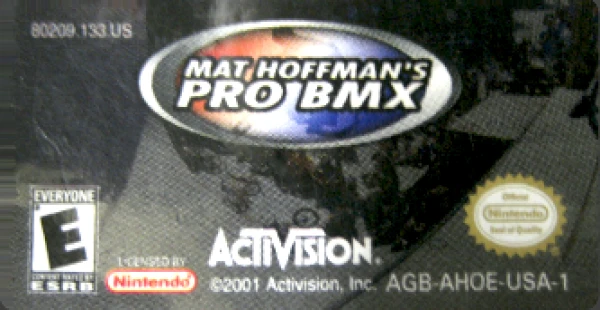 80209.133.US
MAT HOFFMAN'S
PRO BMX
EVERYONE
E
CONTENT RATED BY
ESRB
LICENSED BY
Nintendo
ACTIVISION.
©2001 Activision, Inc.
AGB-AHOE-USA-1
Official
Nintendo
Seal of Quality